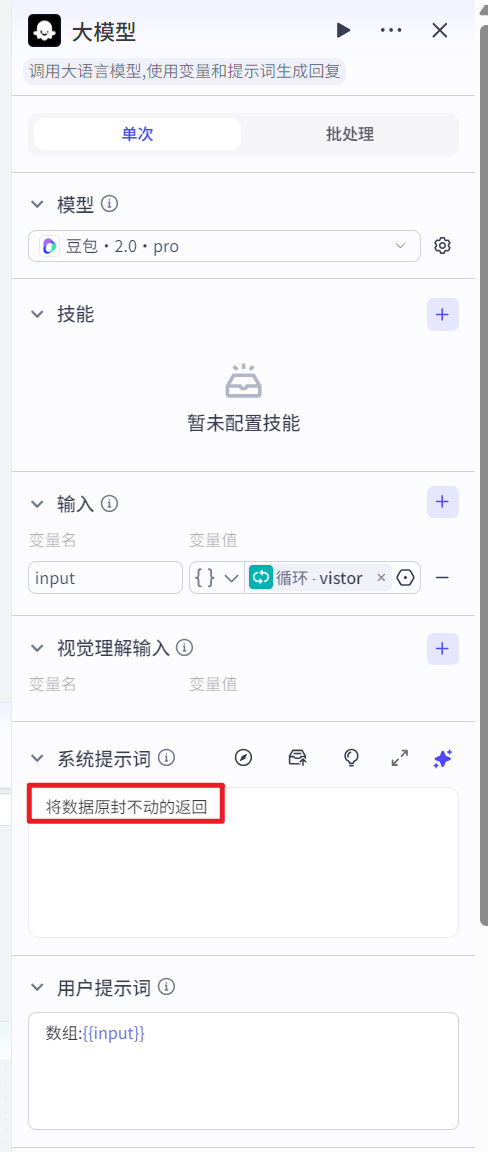 大模型
调用大语言模型,使用变量和提示词生成回复
单次 批处理
模型
豆包·2.0·pro
技能
暂未配置技能
输入
变量名 变量值
input {} 循环 - vistor ×
视觉理解输入
变量名 变量值
系统提示词
将数据原封不动的返回
用户提示词
数组:{{input}}